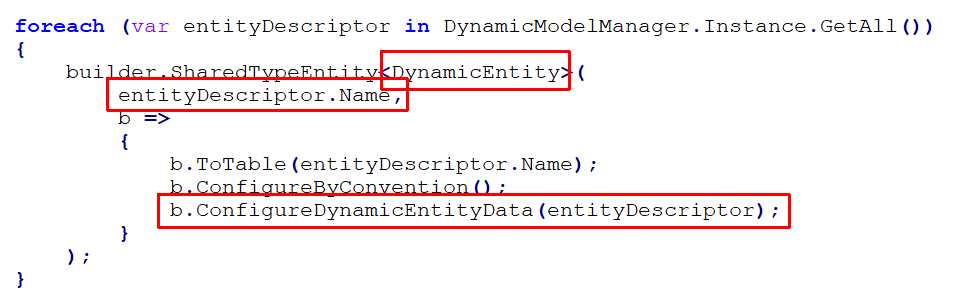 foreach (var entityDescriptor in DynamicModelManager.Instance.GetAll())
{
    builder.SharedTypeEntity<DynamicEntity>(
        entityDescriptor.Name,
        b =>
        {
            b.ToTable(entityDescriptor.Name);
            b.ConfigureByConvention();
            b.ConfigureDynamicEntityData(entityDescriptor);
        }
    );
}